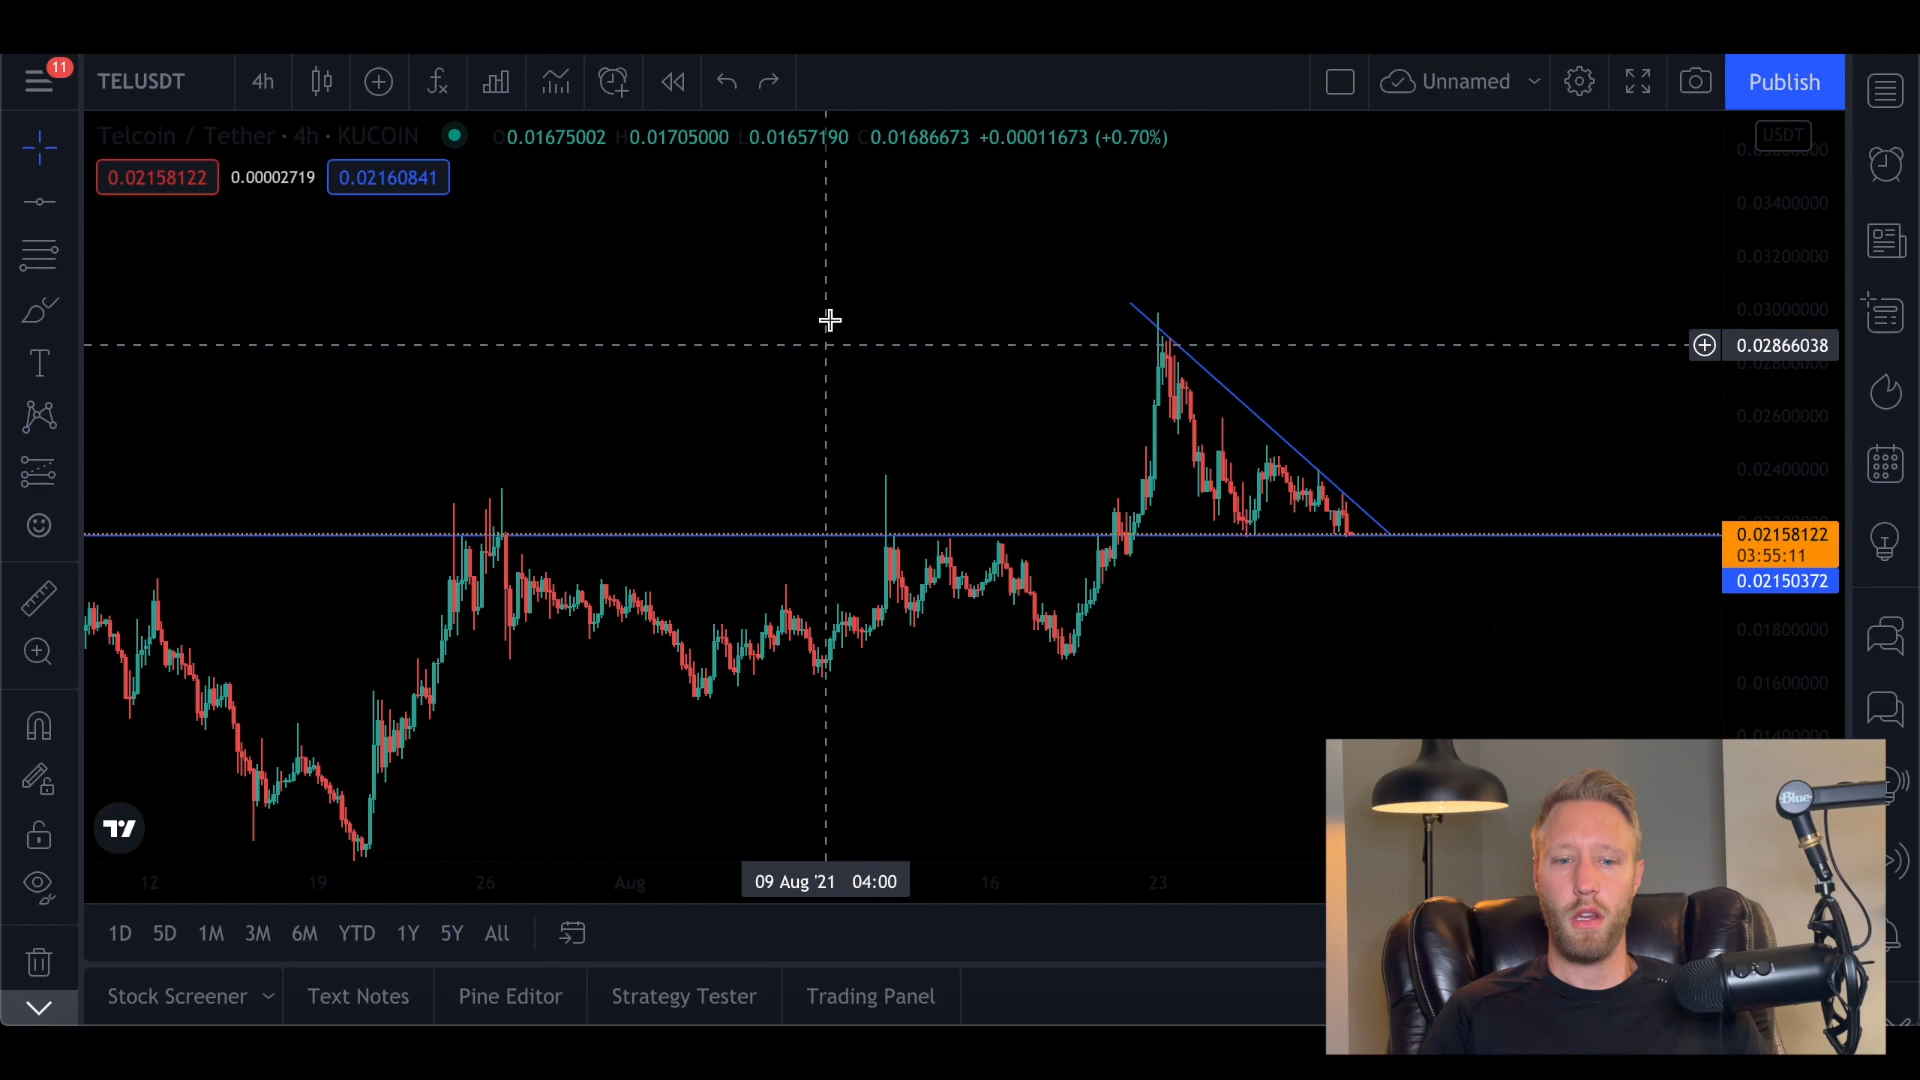 11
TELUSDT
4h
Unnamed
Publish
Telcoin / Tether · 4h · KUCOIN
O0.01675002 H0.01705000 L0.01657190 C0.01686673 +0.00011673 (+0.70%)
USDT
0.02158122
0.00002719
0.02160841
0.03400000
0.03200000
0.03000000
0.02866038
0.02600000
0.02400000
0.02158122
03:55:11
0.02150372
0.01800000
0.01600000
Blue
12
19
26
Aug
09 Aug '21 04:00
16
23
1D
5D
1M
3M
6M
YTD
1Y
5Y
All
Stock Screener
Text Notes
Pine Editor
Strategy Tester
Trading Panel